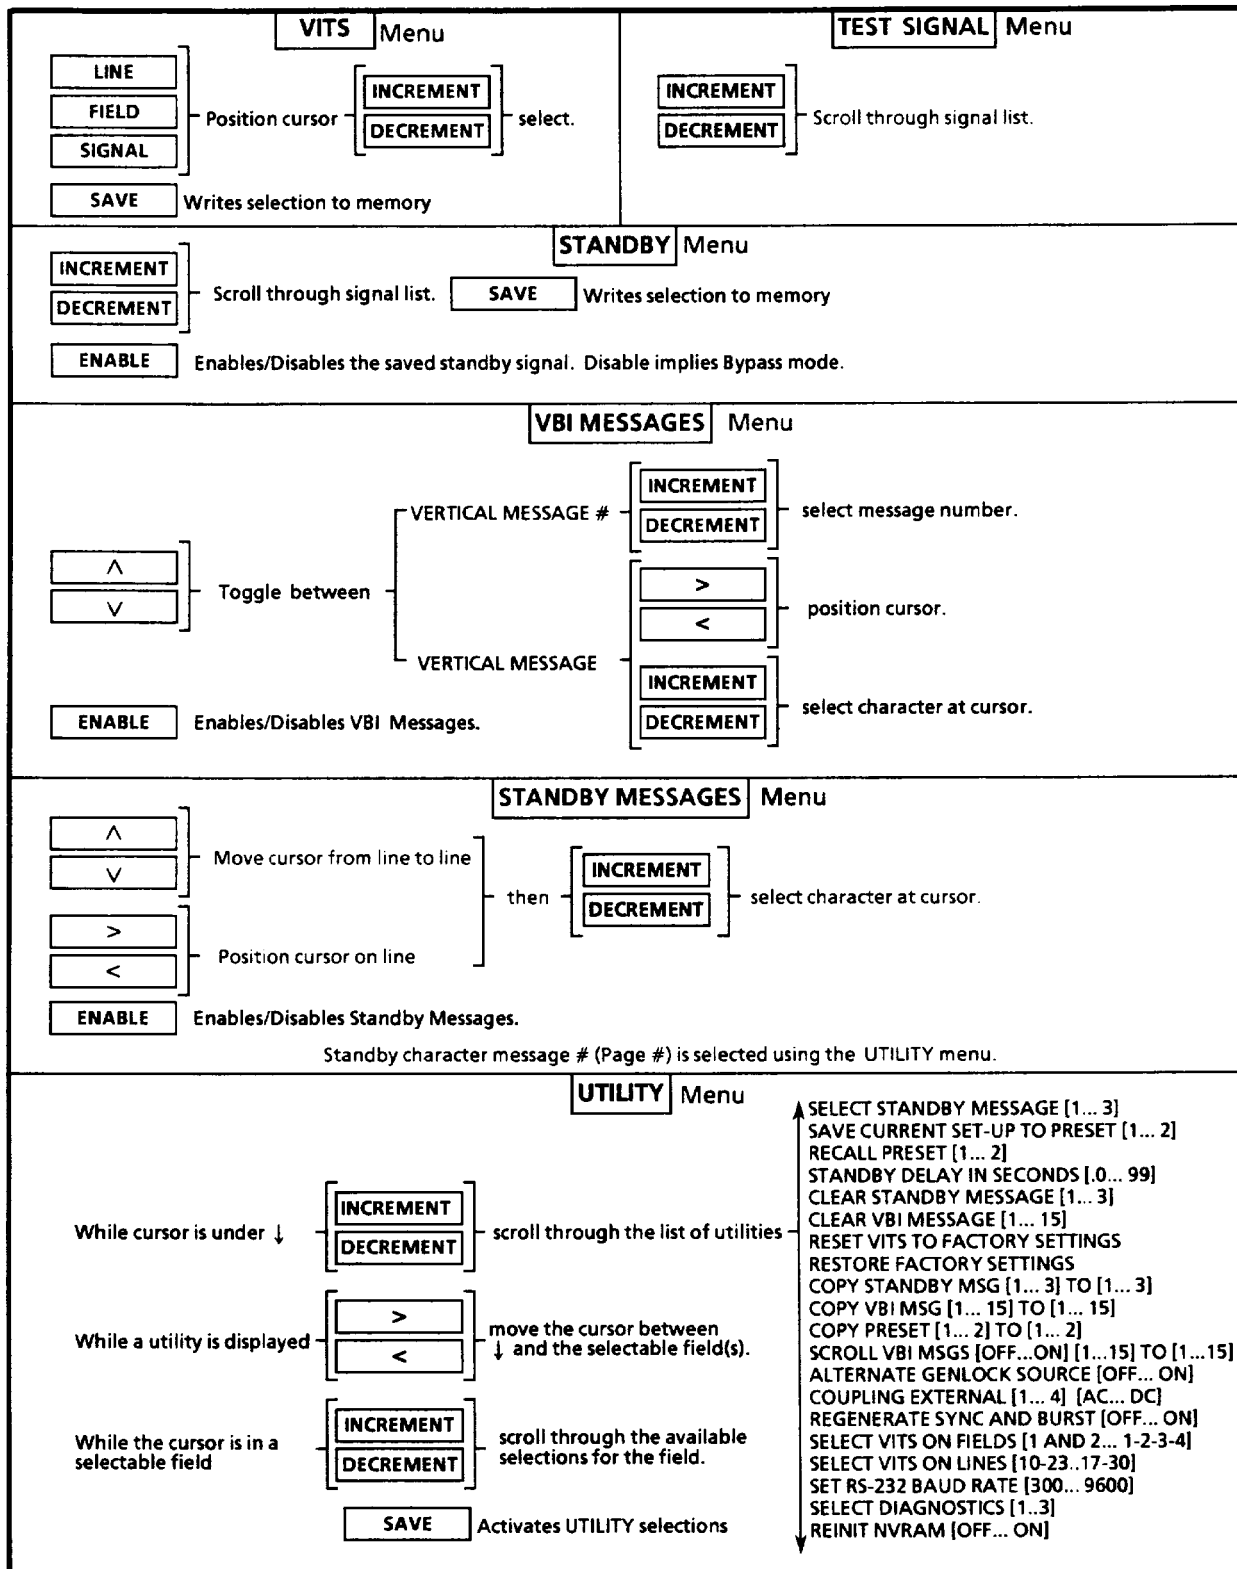 VITS Menu
LINE
FIELD
SIGNAL
Position cursor
INCREMENT
DECREMENT
select.
SAVE Writes selection to memory
TEST SIGNAL Menu
INCREMENT
DECREMENT
Scroll through signal list.
STANDBY Menu
INCREMENT
DECREMENT
Scroll through signal list.
SAVE Writes selection to memory
ENABLE Enables/Disables the saved standby signal. Disable implies Bypass mode.
VBI MESSAGES Menu
∧
∨
Toggle between
VERTICAL MESSAGE #
INCREMENT
DECREMENT
select message number.
VERTICAL MESSAGE
>
<
position cursor.
INCREMENT
DECREMENT
select character at cursor.
ENABLE Enables/Disables VBI Messages.
STANDBY MESSAGES Menu
∧
∨
Move cursor from line to line
>
<
Position cursor on line
then
INCREMENT
DECREMENT
select character at cursor.
ENABLE Enables/Disables Standby Messages.
Standby character message # (Page #) is selected using the UTILITY menu.
UTILITY Menu
While cursor is under ↓
INCREMENT
DECREMENT
scroll through the list of utilities
While a utility is displayed
>
<
move the cursor between
↓ and the selectable field(s).
While the cursor is in a
selectable field
INCREMENT
DECREMENT
scroll through the available
selections for the field.
SAVE Activates UTILITY selections
SELECT STANDBY MESSAGE [1... 3]
SAVE CURRENT SET-UP TO PRESET [1... 2]
RECALL PRESET [1... 2]
STANDBY DELAY IN SECONDS [.0... 99]
CLEAR STANDBY MESSAGE [1... 3]
CLEAR VBI MESSAGE [1... 15]
RESET VITS TO FACTORY SETTINGS
RESTORE FACTORY SETTINGS
COPY STANDBY MSG [1... 3] TO [1... 3]
COPY VBI MSG [1... 15] TO [1... 15]
COPY PRESET [1... 2] TO [1... 2]
SCROLL VBI MSGS [OFF...ON] [1...15] TO [1...15]
ALTERNATE GENLOCK SOURCE [OFF... ON]
COUPLING EXTERNAL [1... 4] [AC... DC]
REGENERATE SYNC AND BURST [OFF... ON]
SELECT VITS ON FIELDS [1 AND 2... 1-2-3-4]
SELECT VITS ON LINES [10-23..17-30]
SET RS-232 BAUD RATE [300... 9600]
SELECT DIAGNOSTICS [1..3]
REINIT NVRAM [OFF... ON]